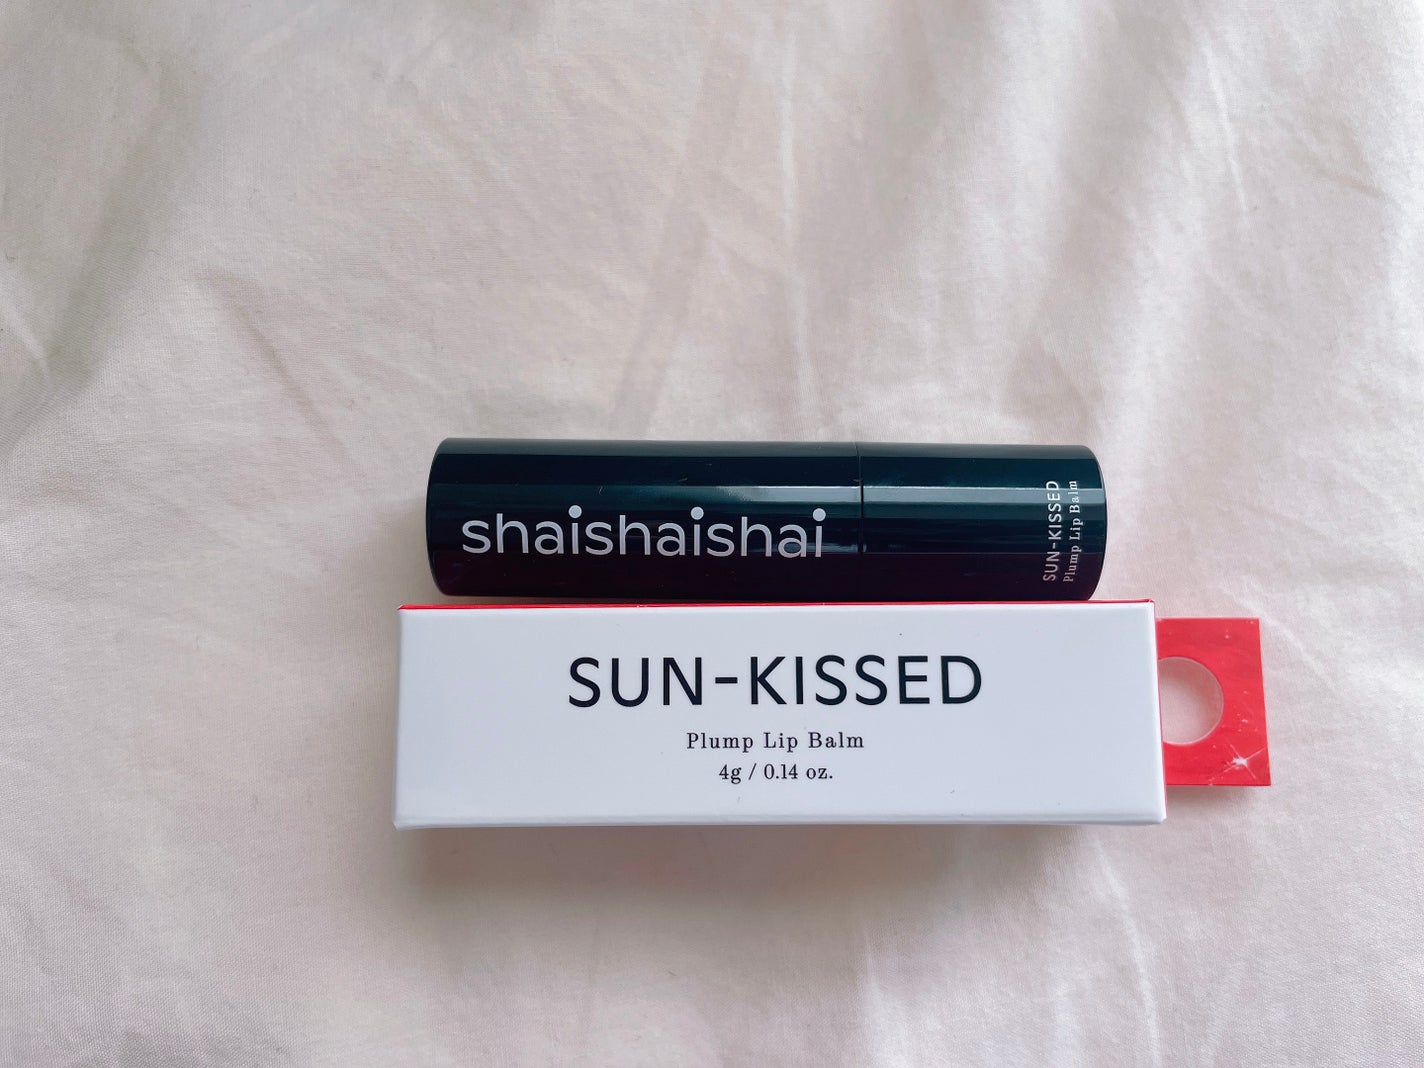 shaishaishai
SUN-KISSED
Plump Lip Balm
SUN-KISSED
Plump Lip Balm
4g / 0.14 oz.